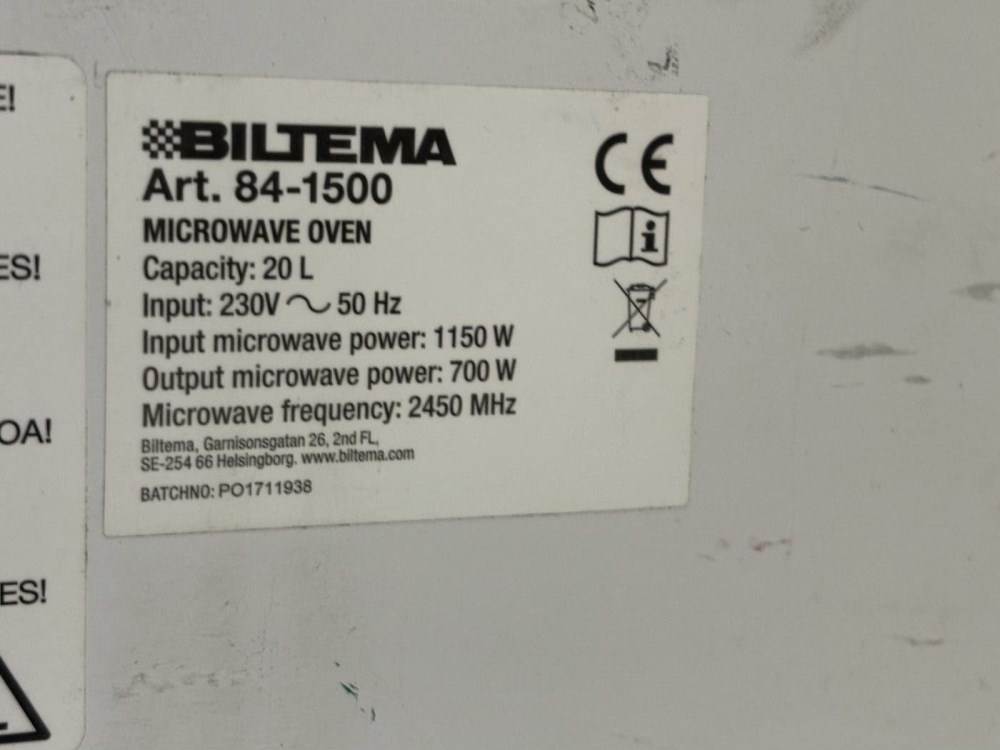 E!
ES!
OA!
ES!
BILTEMA
Art. 84-1500
MICROWAVE OVEN
Capacity: 20 L
Input: 230V ～ 50 Hz
Input microwave power: 1150 W
Output microwave power: 700 W
Microwave frequency: 2450 MHz
Biltema, Garnisonsgatan 26, 2nd FL,
SE-254 66 Helsingborg. www.biltema.com
BATCHNO: PO1711938
CE
i